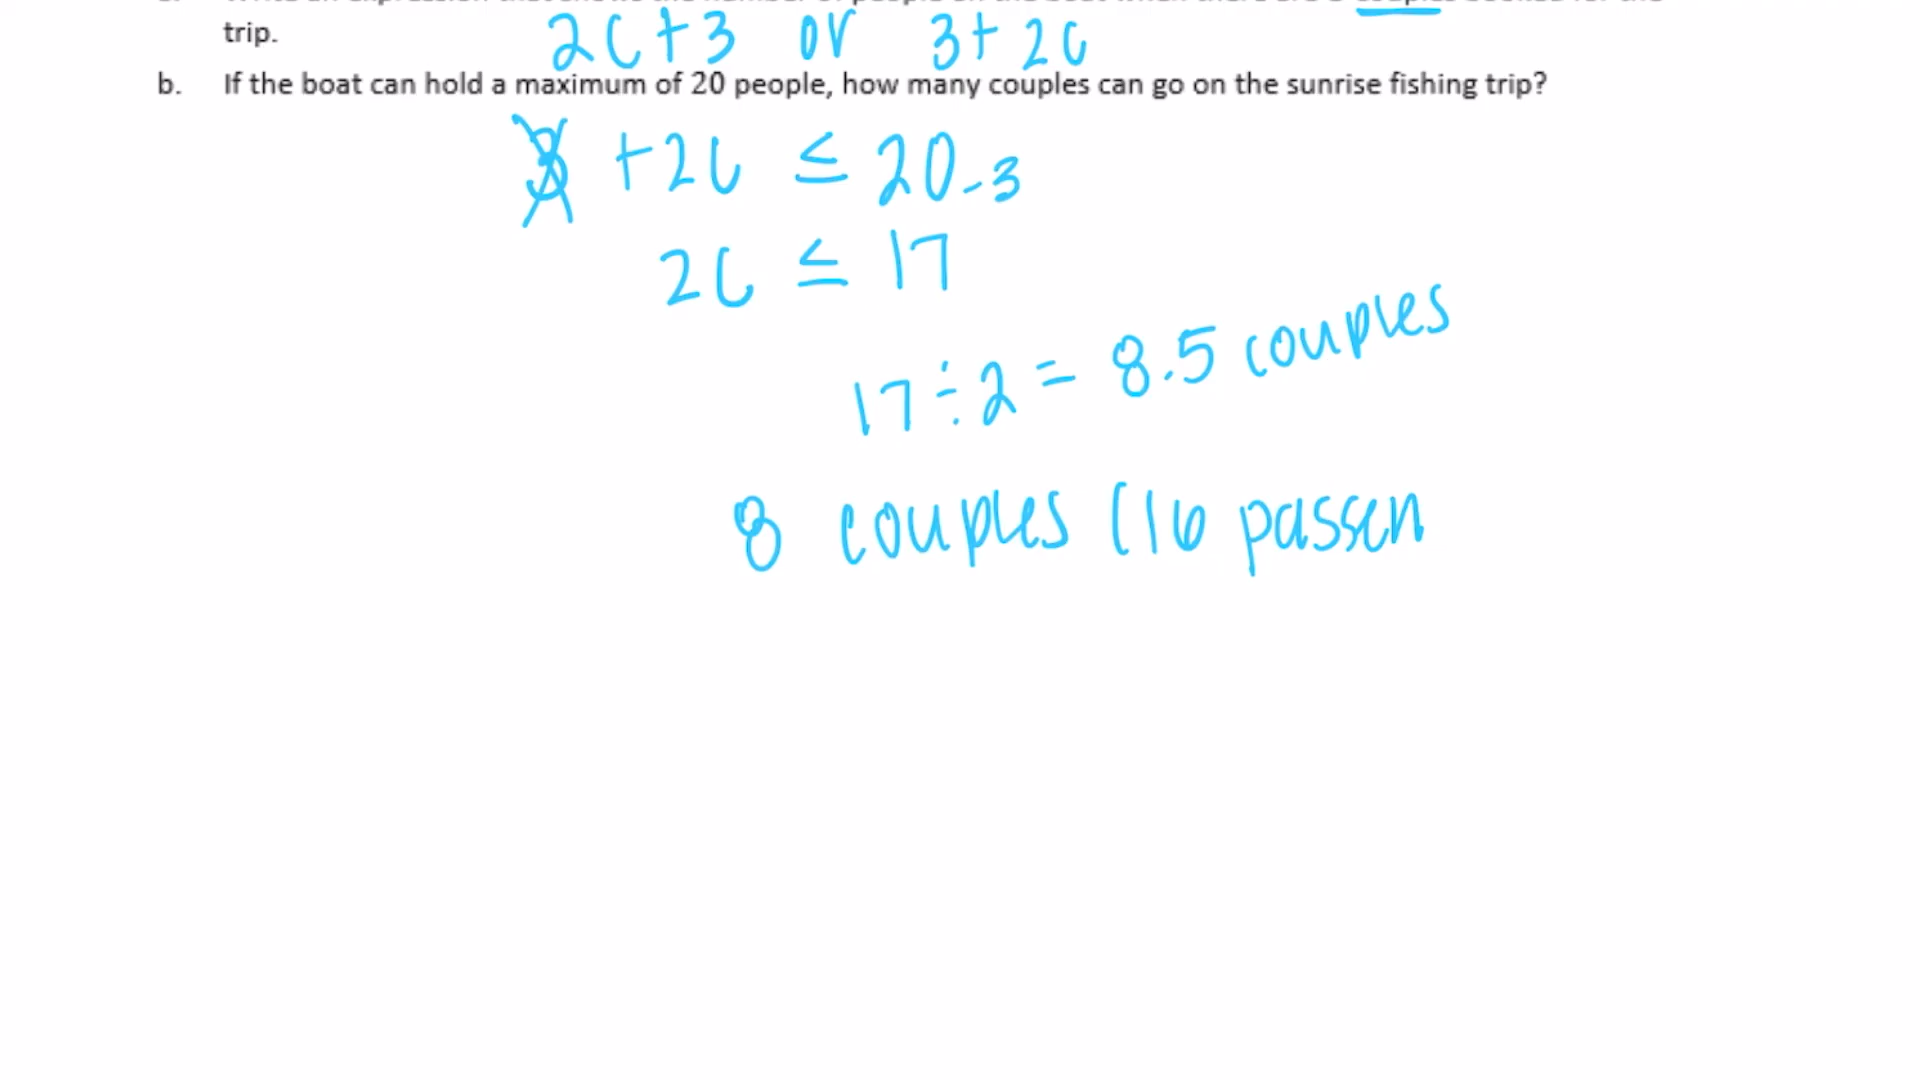 trip.
2c+3 or 3+2c
b. If the boat can hold a maximum of 20 people, how many couples can go on the sunrise fishing trip?
3 +2c ≤ 20-3
2c ≤ 17
17÷2 = 8.5 couples
8 couples (16 passen